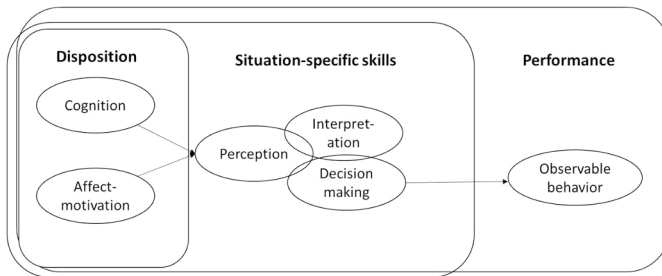 Disposition
Situation-specific skills
Performance
Cognition
Affect-
motivation
Perception
Interpret-
ation
Decision
making
Observable
behavior